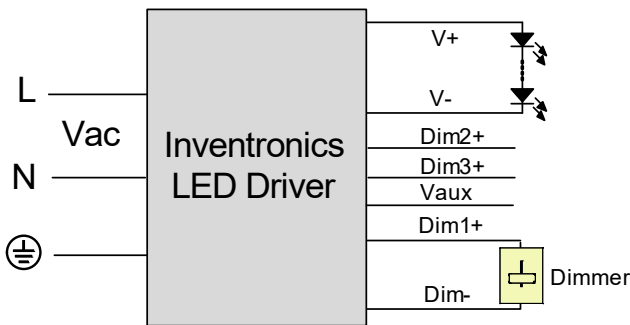 L
Vac
N
Inventronics
LED Driver
V+
V-
Dim2+
Dim3+
Vaux
Dim1+
Dim-
Dimmer